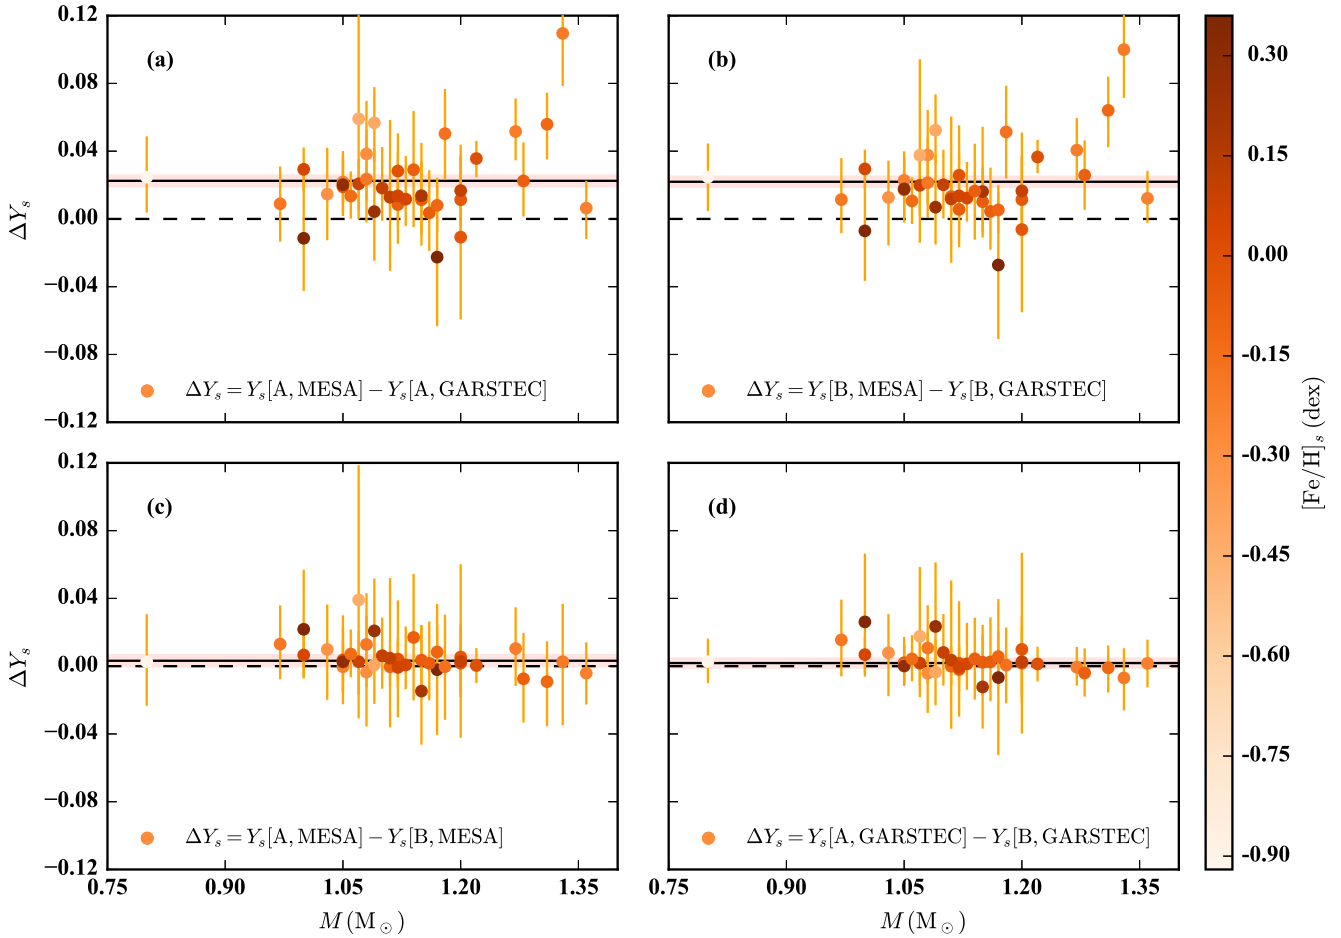 0.12
0.08
0.04
0.00
−0.04
−0.08
−0.12
ΔY_s
(a)
ΔY_s = Y_s[A, MESA] − Y_s[A, GARSTEC]
(b)
ΔY_s = Y_s[B, MESA] − Y_s[B, GARSTEC]
0.12
0.08
0.04
0.00
−0.04
−0.08
−0.12
ΔY_s
(c)
ΔY_s = Y_s[A, MESA] − Y_s[B, MESA]
0.75 0.90 1.05 1.20 1.35
M (M_⊙)
(d)
ΔY_s = Y_s[A, GARSTEC] − Y_s[B, GARSTEC]
0.75 0.90 1.05 1.20 1.35
M (M_⊙)
0.30
0.15
0.00
-0.15
-0.30
-0.45
-0.60
-0.75
-0.90
[Fe/H]_s (dex)